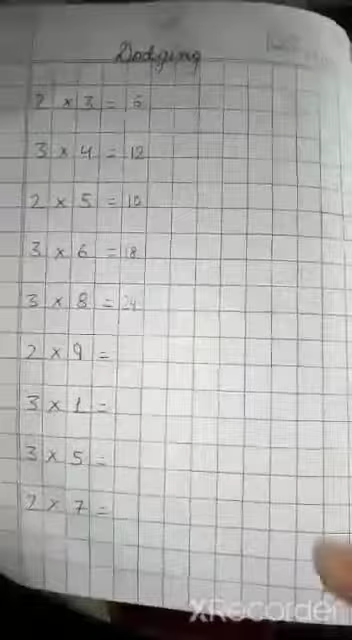 Dodging
2 × 3 = 6
3 × 4 = 12
2 × 5 = 10
3 × 6 = 18
3 × 8 = 24
2 × 9 =
3 × 1 =
3 × 5 =
2 × 7 =
XRecorder